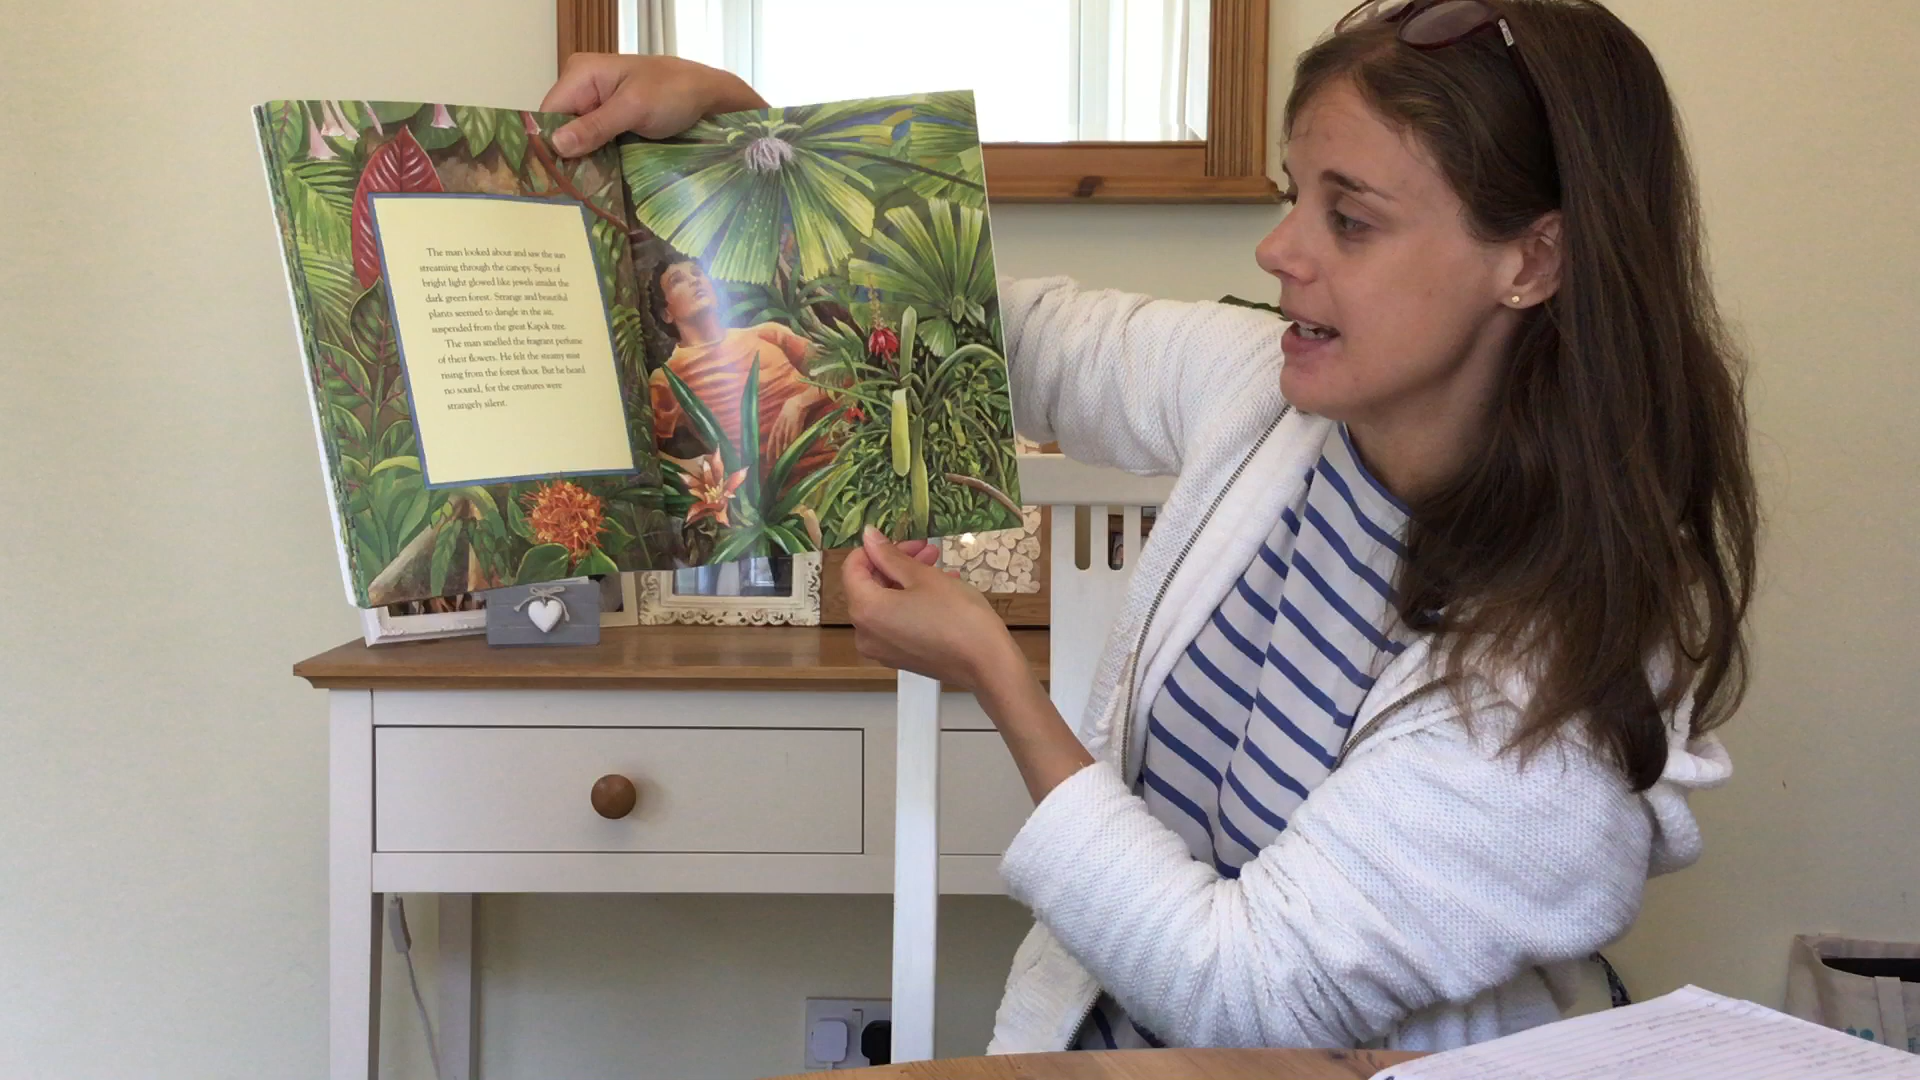 The man looked about and saw the sun
streaming through the canopy. Spots of
bright light glowed like jewels amidst the
dark green forest. Strange and beautiful
plants seemed to dangle in the air,
suspended from the great Kapok tree.
The man smelled the fragrant perfume
of their flowers. He felt the steamy mist
rising from the forest floor. But he heard
no sound, for the creatures were
strangely silent.